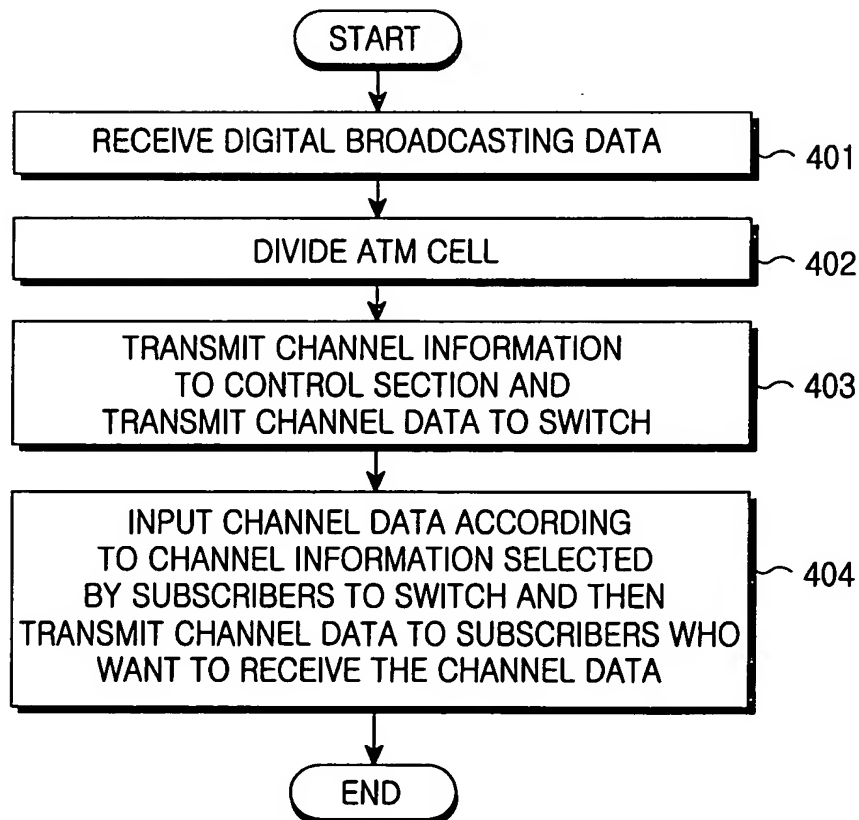 START
RECEIVE DIGITAL BROADCASTING DATA
401
DIVIDE ATM CELL
402
TRANSMIT CHANNEL INFORMATION
TO CONTROL SECTION AND
TRANSMIT CHANNEL DATA TO SWITCH
403
INPUT CHANNEL DATA ACCORDING
TO CHANNEL INFORMATION SELECTED
BY SUBSCRIBERS TO SWITCH AND THEN
TRANSMIT CHANNEL DATA TO SUBSCRIBERS WHO
WANT TO RECEIVE THE CHANNEL DATA
404
END